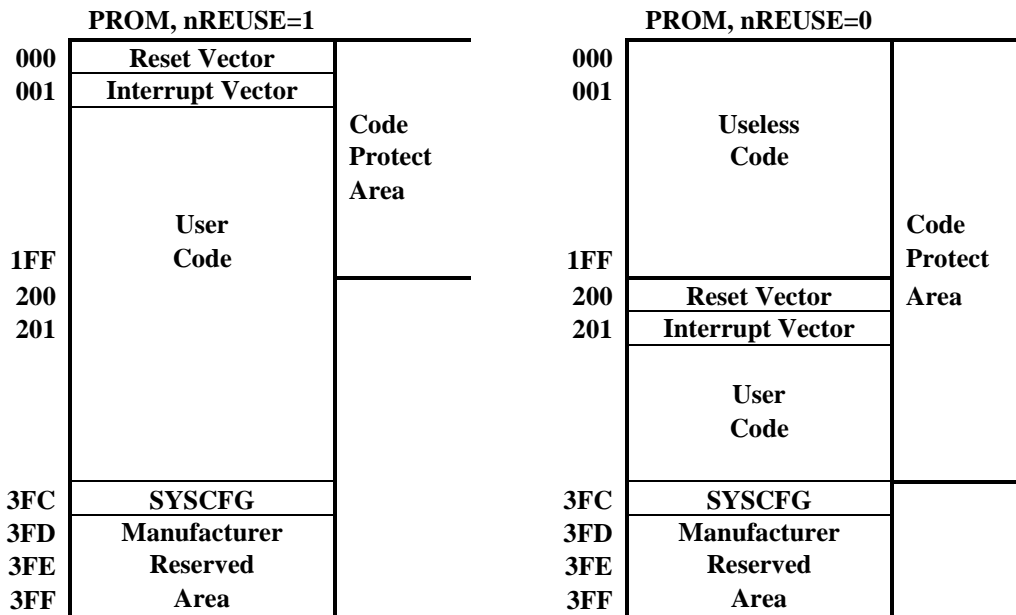 PROM, nREUSE=1
000 Reset Vector
001 Interrupt Vector
Code
Protect
Area
User
1FF Code
200
201
3FC SYSCFG
3FD Manufacturer
3FE Reserved
3FF Area
PROM, nREUSE=0
000
001
Useless
Code
Code
1FF Protect
200 Reset Vector Area
201 Interrupt Vector
User
Code
3FC SYSCFG
3FD Manufacturer
3FE Reserved
3FF Area